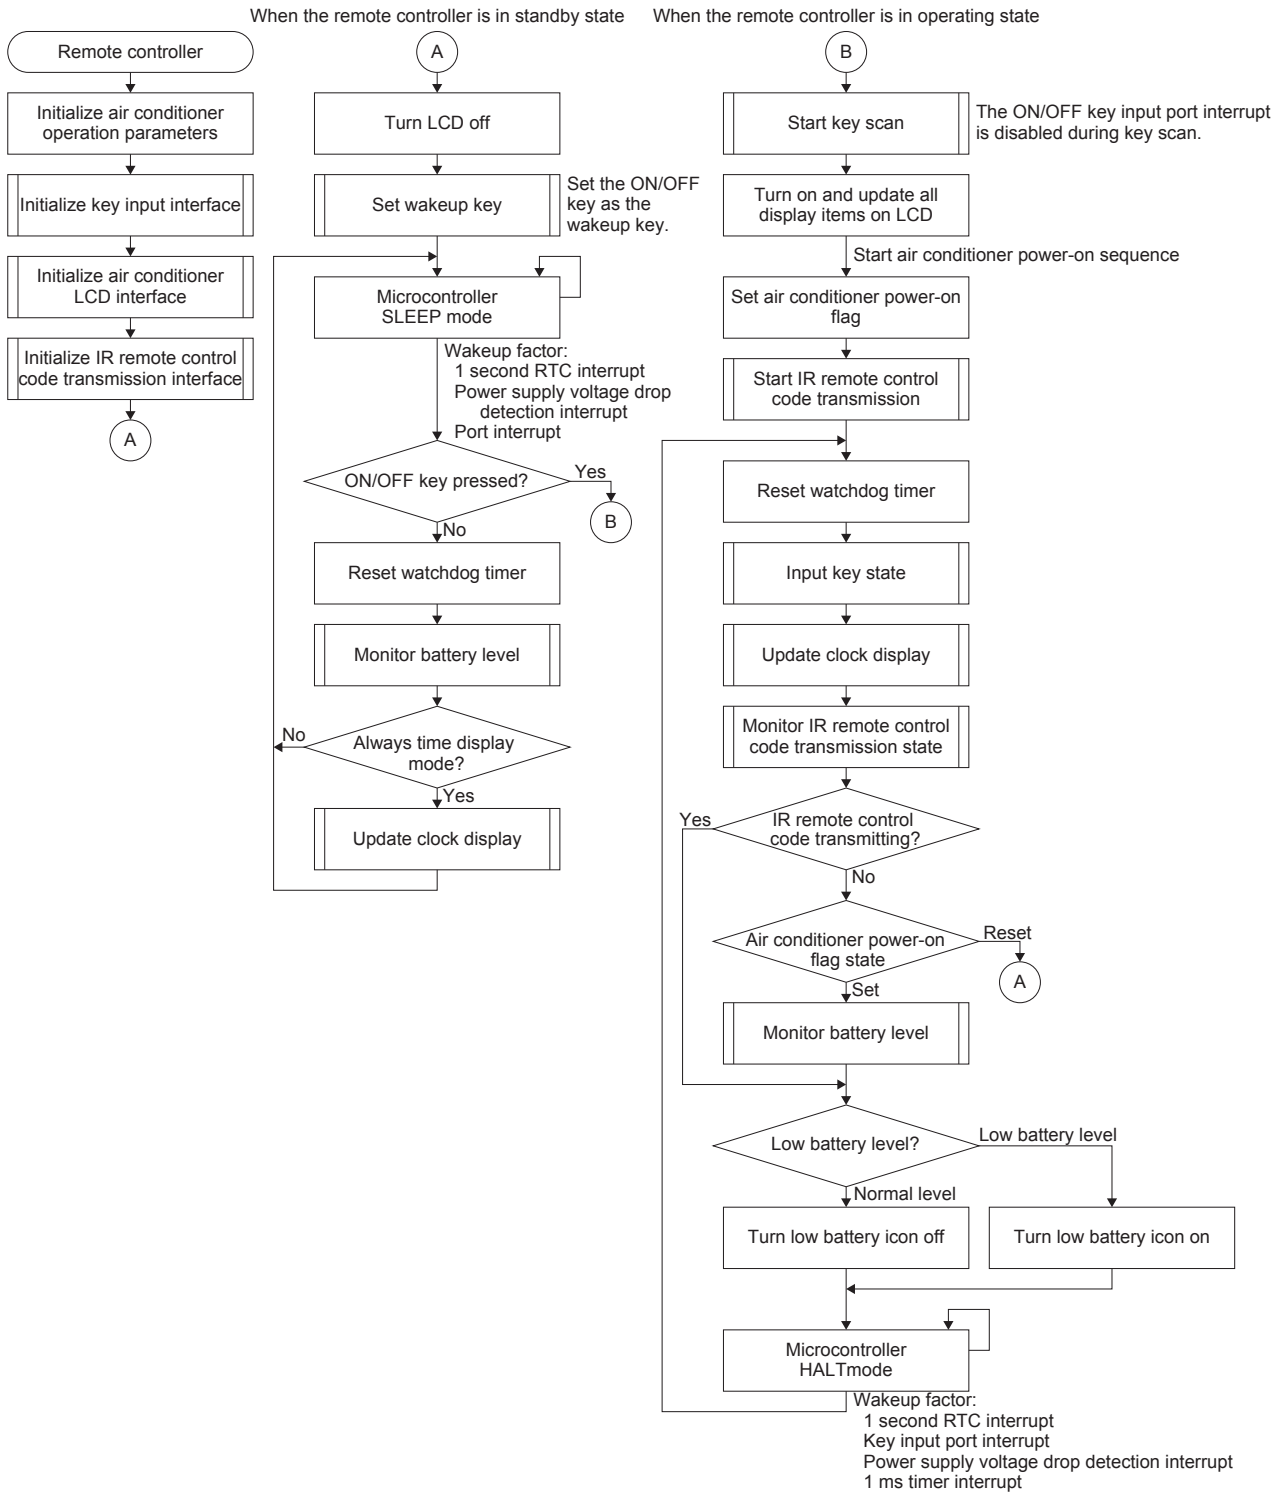 When the remote controller is in standby state
When the remote controller is in operating state
Remote controller
Initialize air conditioner
operation parameters
Initialize key input interface
Initialize air conditioner
LCD interface
Initialize IR remote control
code transmission interface
A
A
Turn LCD off
Set wakeup key
Set the ON/OFF
key as the
wakeup key.
Microcontroller
SLEEP mode
Wakeup factor:
1 second RTC interrupt
Power supply voltage drop
detection interrupt
Port interrupt
ON/OFF key pressed?
Yes
B
No
Reset watchdog timer
Monitor battery level
No
Always time display
mode?
Yes
Update clock display
B
Start key scan
The ON/OFF key input port interrupt
is disabled during key scan.
Turn on and update all
display items on LCD
Start air conditioner power-on sequence
Set air conditioner power-on
flag
Start IR remote control
code transmission
Reset watchdog timer
Input key state
Update clock display
Monitor IR remote control
code transmission state
Yes
IR remote control
code transmitting?
No
Air conditioner power-on
flag state
Reset
A
Set
Monitor battery level
Low battery level?
Low battery level
Normal level
Turn low battery icon off
Turn low battery icon on
Microcontroller
HALTmode
Wakeup factor:
1 second RTC interrupt
Key input port interrupt
Power supply voltage drop detection interrupt
1 ms timer interrupt